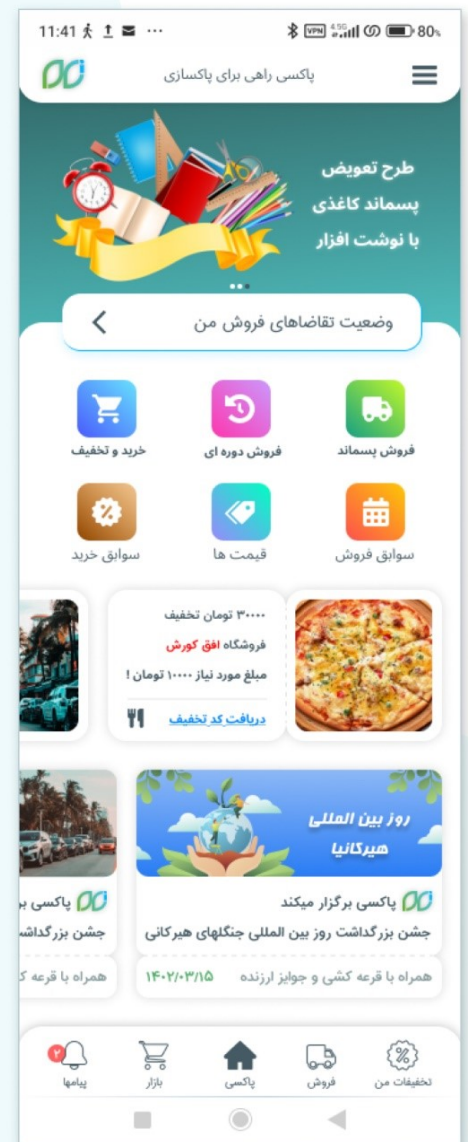 11:41
VPN 4.5G 80%
پاکسی راهی برای پاکسازی
طرح تعویض
پسماند کاغذی
با نوشت افزار
وضعیت تقاضاهای فروش من
فروش پسماند
فروش دوره ای
خرید و تخفیف
سوابق فروش
قیمت ها
سوابق خرید
۳۰۰۰۰ تومان تخفیف
فروشگاه افق کورش
مبلغ مورد نیاز ۱۰۰۰۰ تومان !
دریافت کد تخفیف
روز بین المللی
هیرکانیا
پاکسی برگزار میکند
جشن بزرگداشت روز بین المللی جنگلهای هیرکانی
همراه با قرعه کشی و جوایز ارزنده ۱۴۰۲/۰۳/۱۵
پاکسی بر
جشن بزرگداشت
همراه با قرعه ک
تخفیفات من
فروش
پاکسی
بازار
پیامها
۲